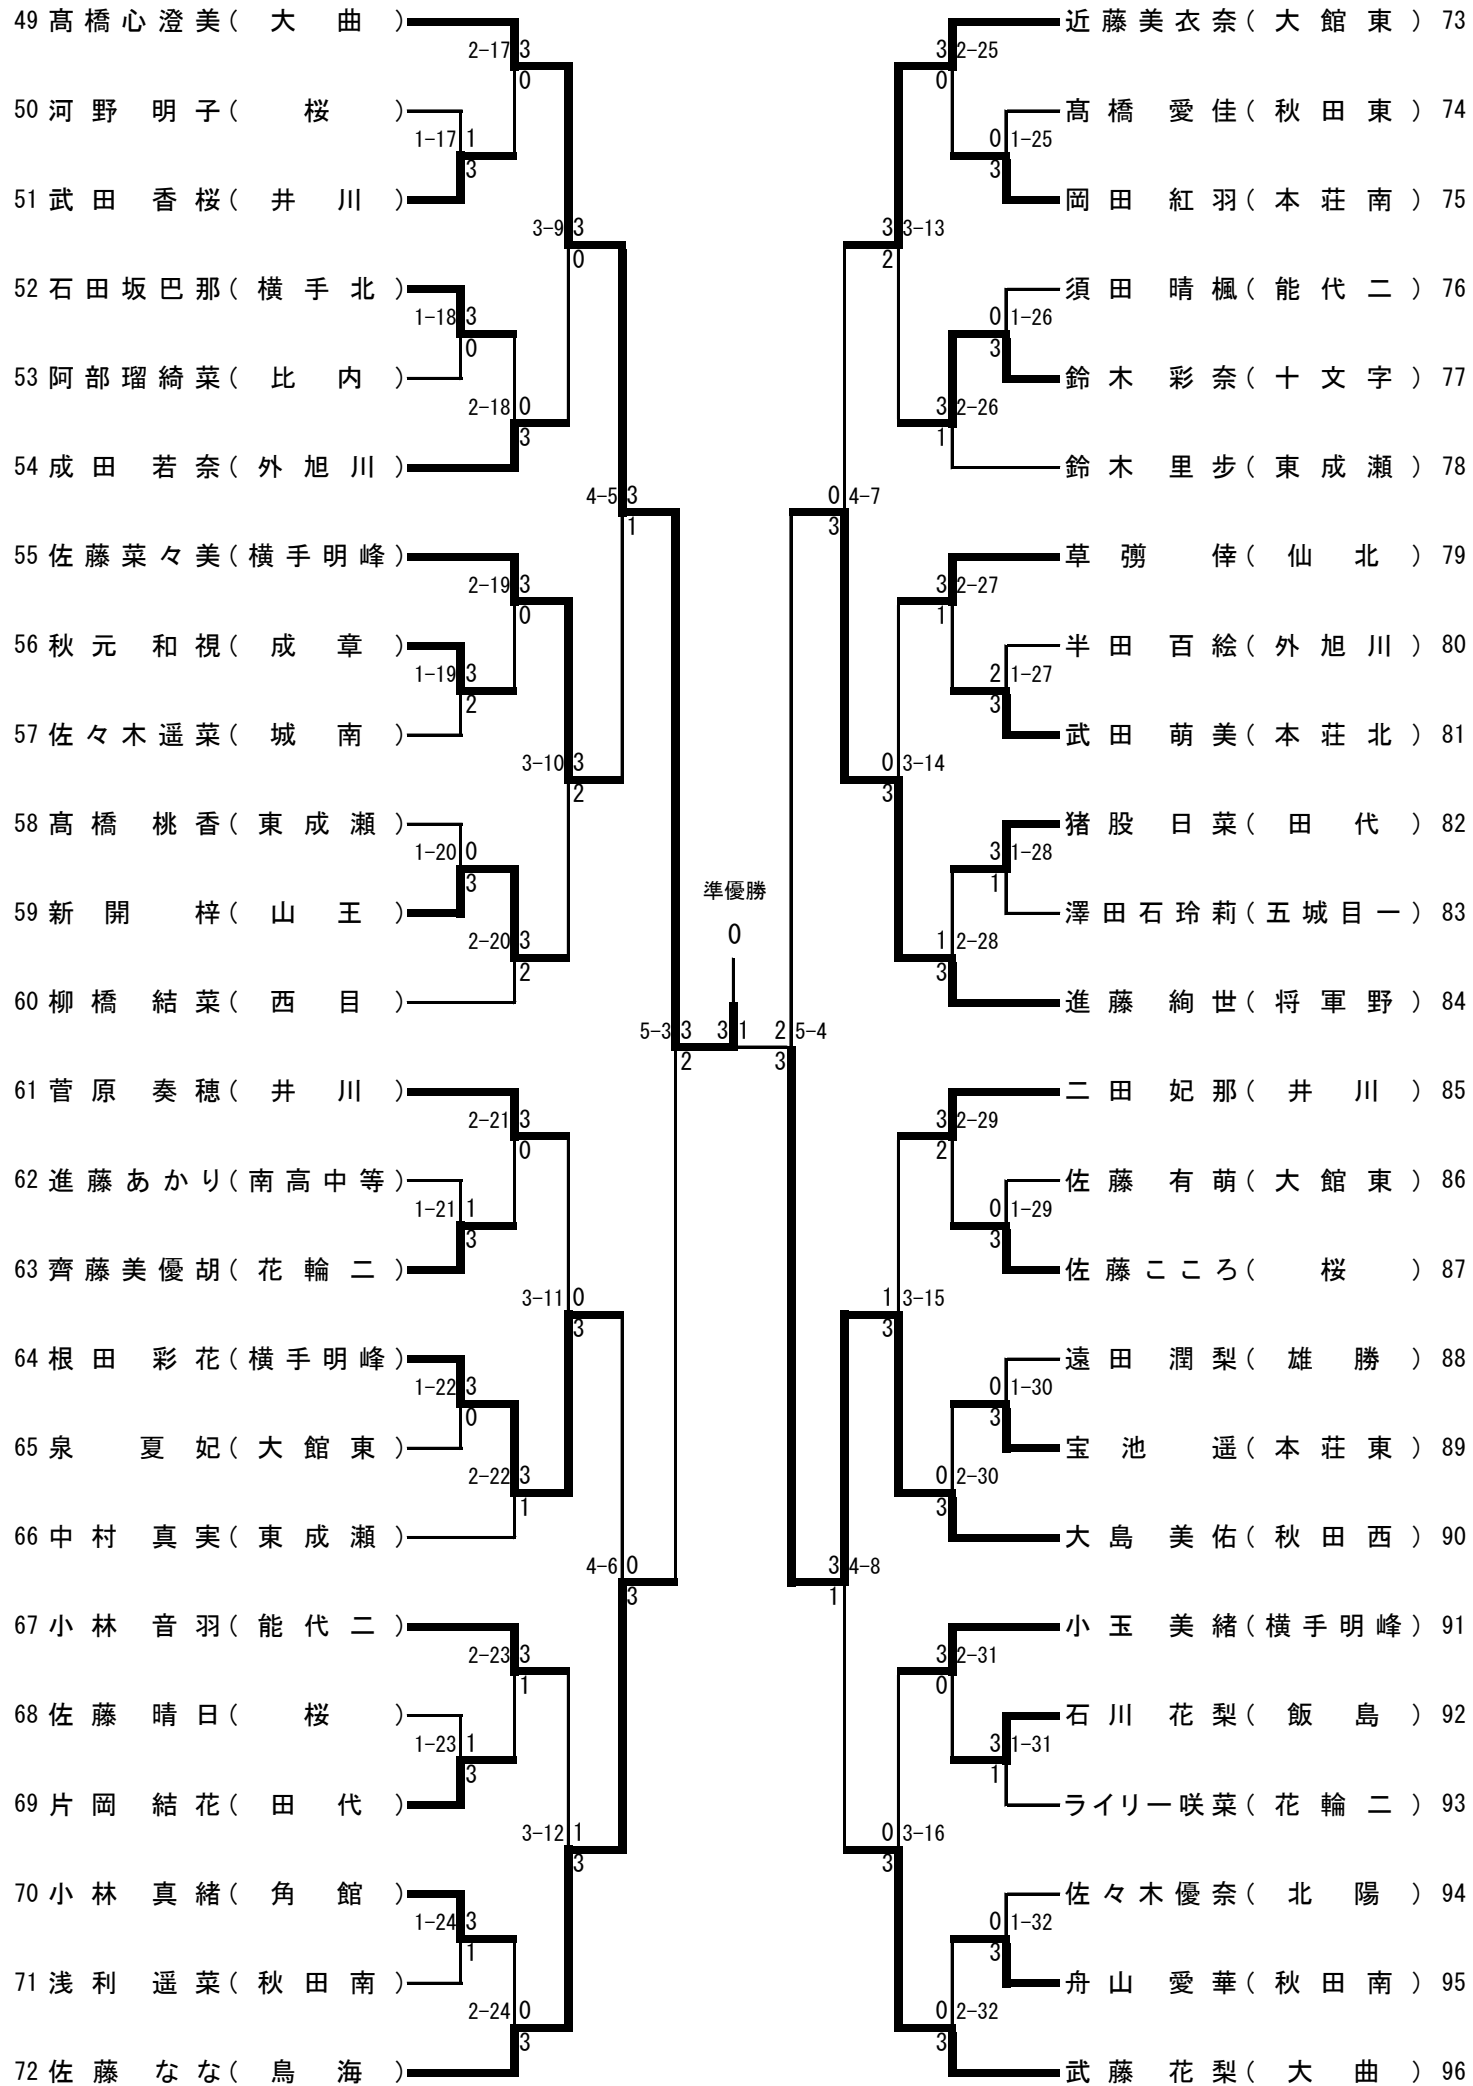 49 髙橋心澄美(大曲)
2-17 3
0
50 河野明子(桜)
1-17 1
3
51 武田香桜(井川)
3-9 3
0
52 石田坂巴那(横手北)
1-18 3
0
53 阿部瑠綺菜(比内)
2-18 0
3
54 成田若奈(外旭川)
4-5 3
1
55 佐藤菜々美(横手明峰)
2-19 3
0
56 秋元和視(成章)
1-19 3
2
57 佐々木遥菜(城南)
3-10 3
2
58 髙橋桃香(東成瀬)
1-20 0
3
59 新開梓(山王)
2-20 3
2
60 柳橋結菜(西目)
5-3 3
2
61 菅原奏穂(井川)
2-21 3
0
62 進藤あかり(南高中等)
1-21 1
3
63 齊藤美優胡(花輪二)
3-11 0
3
64 根田彩花(横手明峰)
1-22 3
0
65 泉夏妃(大館東)
2-22 3
1
66 中村真実(東成瀬)
4-6 0
3
67 小林音羽(能代二)
2-23 3
1
68 佐藤晴日(桜)
1-23 1
3
69 片岡結花(田代)
3-12 1
3
70 小林真緒(角館)
1-24 3
1
71 浅利遥菜(秋田南)
2-24 0
3
72 佐藤なな(鳥海)
準優勝
0
3 1
近藤美衣奈(大館東) 73
3 2-25
0
髙橋愛佳(秋田東) 74
0 1-25
3
岡田紅羽(本荘南) 75
3 3-13
2
須田晴楓(能代二) 76
0 1-26
3
鈴木彩奈(十文字) 77
3 2-26
1
鈴木里歩(東成瀬) 78
0 4-7
3
草彅倖(仙北) 79
3 2-27
1
半田百絵(外旭川) 80
2 1-27
3
武田萌美(本荘北) 81
0 3-14
3
猪股日菜(田代) 82
3 1-28
1
澤田石玲莉(五城目一) 83
1 2-28
3
進藤絢世(将軍野) 84
2 5-4
3
二田妃那(井川) 85
3 2-29
2
佐藤有萌(大館東) 86
0 1-29
3
佐藤こころ(桜) 87
1 3-15
3
遠田潤梨(雄勝) 88
0 1-30
3
宝池遥(本荘東) 89
0 2-30
3
大島美佑(秋田西) 90
3 4-8
1
小玉美緒(横手明峰) 91
3 2-31
0
石川花梨(飯島) 92
3 1-31
1
ライリー咲菜(花輪二) 93
0 3-16
3
佐々木優奈(北陽) 94
0 1-32
3
舟山愛華(秋田南) 95
0 2-32
3
武藤花梨(大曲) 96